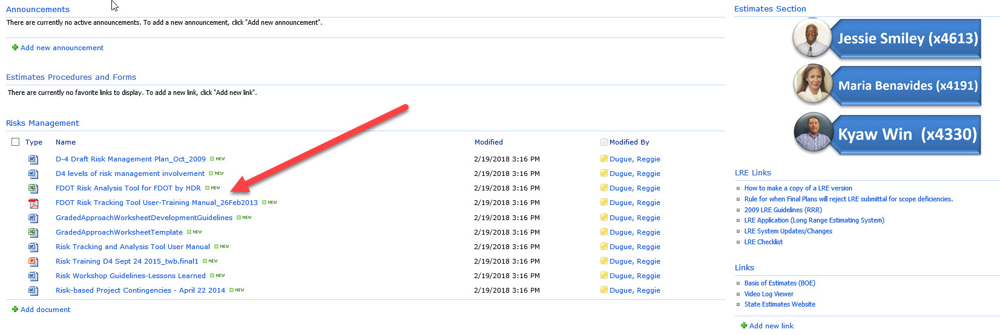 Announcements
There are currently no active announcements. To add a new announcement, click "Add new announcement".
Add new announcement
Estimates Procedures and Forms
There are currently no favorite links to display. To add a new link, click "Add new link".
Risks Management
Type Name Modified Modified By
D-4 Draft Risk Management Plan_Oct_2009 NEW 2/19/2018 3:16 PM Dugue, Reggie
D4 levels of risk management involvement NEW 2/19/2018 3:16 PM Dugue, Reggie
FDOT Risk Analysis Tool for FDOT by HDR NEW 2/19/2018 3:16 PM Dugue, Reggie
FDOT Risk Tracking Tool User-Training Manual_26Feb2013 NEW 2/19/2018 3:16 PM Dugue, Reggie
GradedApproachWorksheetDevelopmentGuidelines NEW 2/19/2018 3:16 PM Dugue, Reggie
GradedApproachWorksheetTemplate NEW 2/19/2018 3:16 PM Dugue, Reggie
Risk Tracking and Analysis Tool User Manual NEW 2/19/2018 3:16 PM Dugue, Reggie
Risk Training D4 Sept 24 2015_twb.final1 NEW 2/19/2018 3:16 PM Dugue, Reggie
Risk Workshop Guidelines-Lessons Learned NEW 2/19/2018 3:16 PM Dugue, Reggie
Risk-based Project Contingencies - April 22 2014 NEW 2/19/2018 3:16 PM Dugue, Reggie
Add document
Estimates Section
Jessie Smiley (x4613)
Maria Benavides (x4191)
Kyaw Win (x4330)
LRE Links
How to make a copy of a LRE version
Rule for when Final Plans will reject LRE submittal for scope deficiencies.
2009 LRE Guidelines (RRR)
LRE Application (Long Range Estimating System)
LRE System Updates/Changes
LRE Checklist
Links
Basis of Estimates (BOE)
Video Log Viewer
State Estimates Website
Add new link